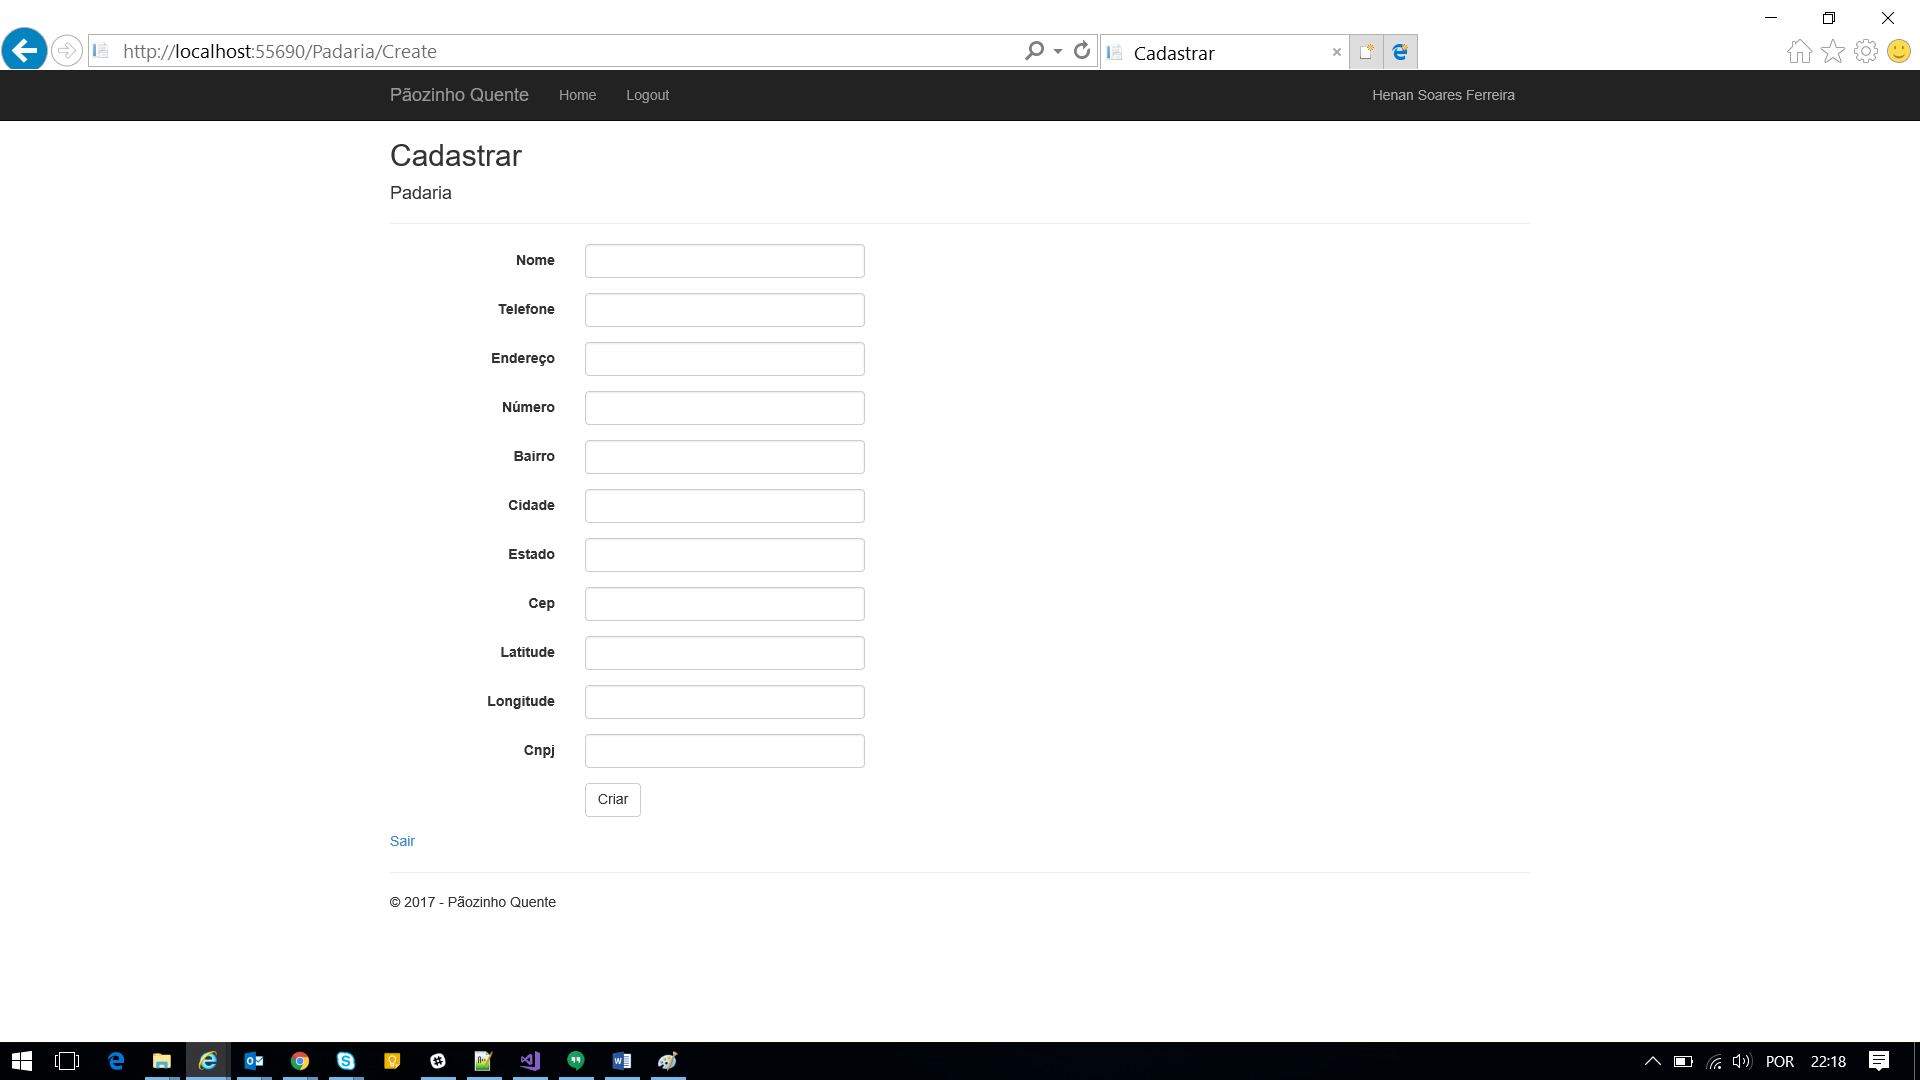 http://localhost:55690/Padaria/Create
Cadastrar
Pãozinho Quente Home Logout Henan Soares Ferreira
Cadastrar
Padaria
Nome
Telefone
Endereço
Número
Bairro
Cidade
Estado
Cep
Latitude
Longitude
Cnpj
Criar
Sair
© 2017 - Pãozinho Quente
POR 22:18